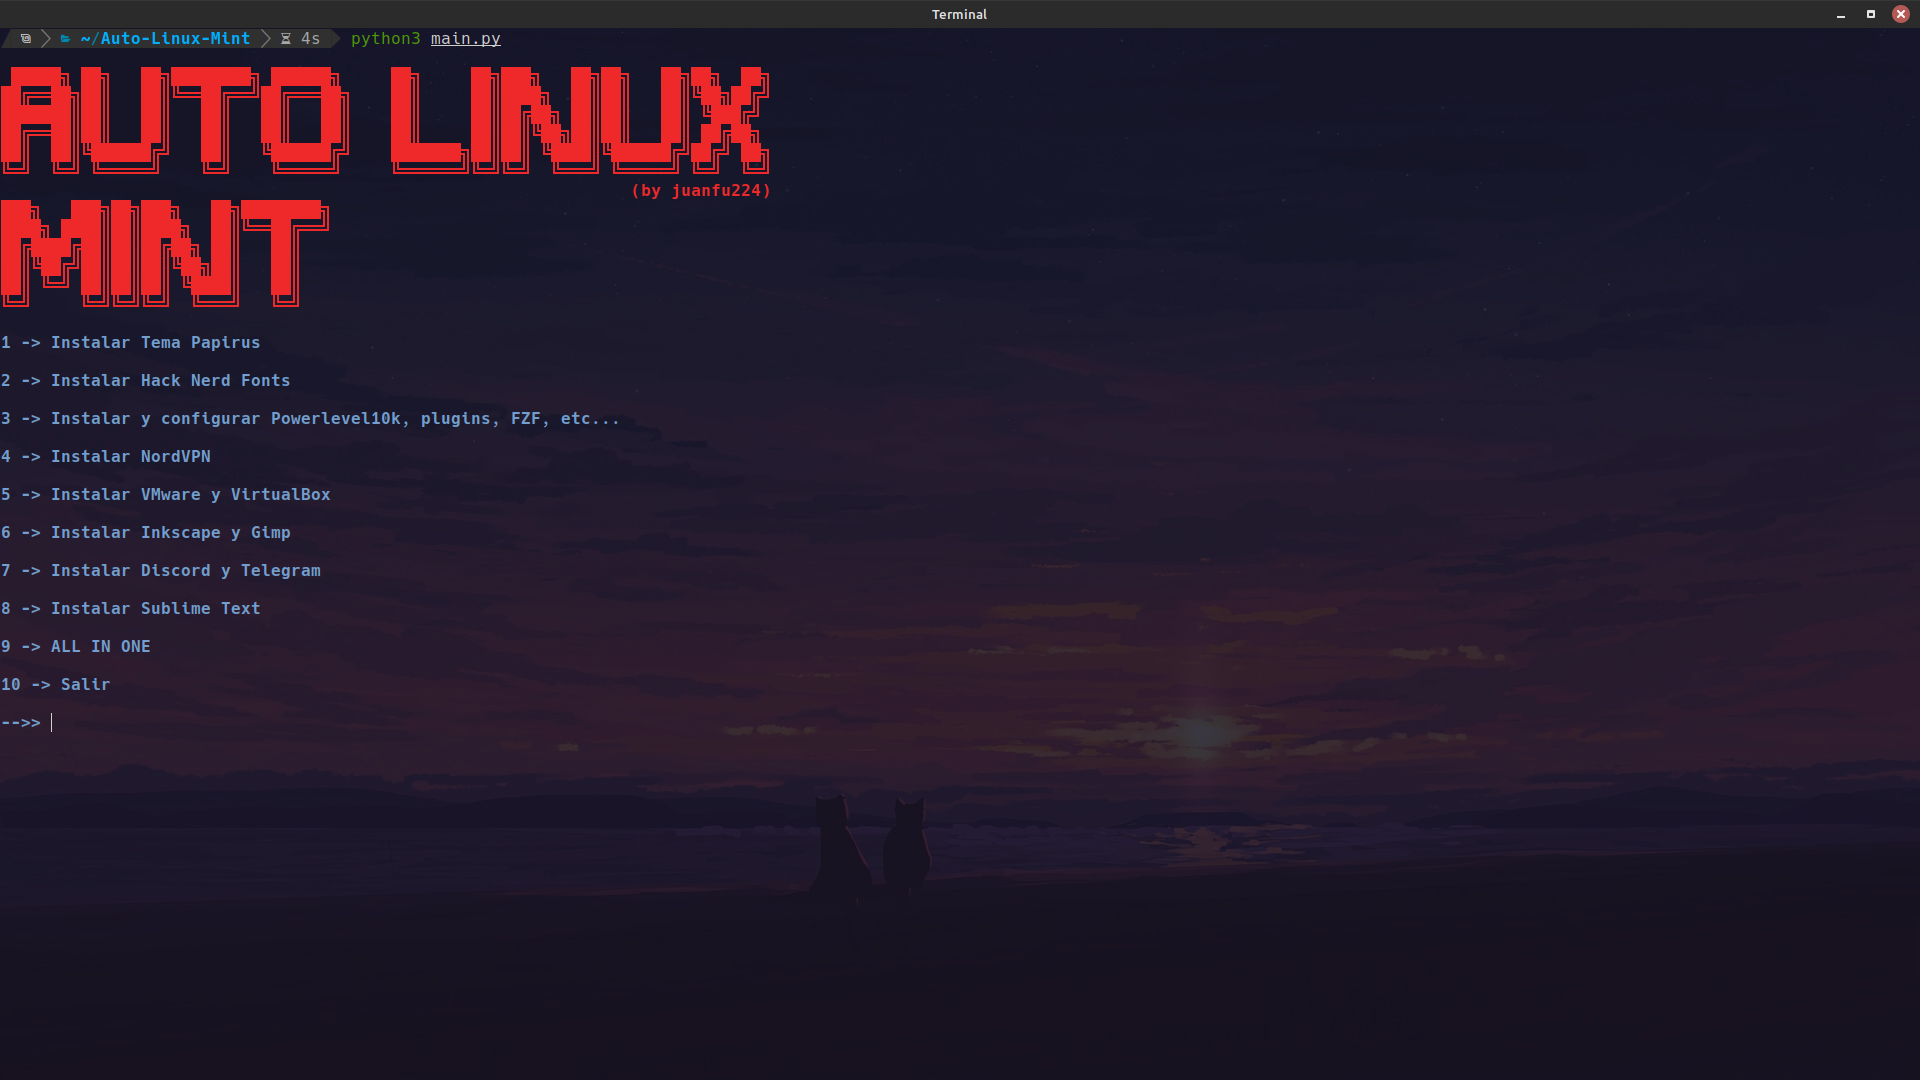 Terminal
~/Auto-Linux-Mint 4s python3 main.py
AUTO LINUX
(by juanfu224)
MINT
1 -> Instalar Tema Papirus
2 -> Instalar Hack Nerd Fonts
3 -> Instalar y configurar Powerlevel10k, plugins, FZF, etc...
4 -> Instalar NordVPN
5 -> Instalar VMware y VirtualBox
6 -> Instalar Inkscape y Gimp
7 -> Instalar Discord y Telegram
8 -> Instalar Sublime Text
9 -> ALL IN ONE
10 -> Salir
-->>